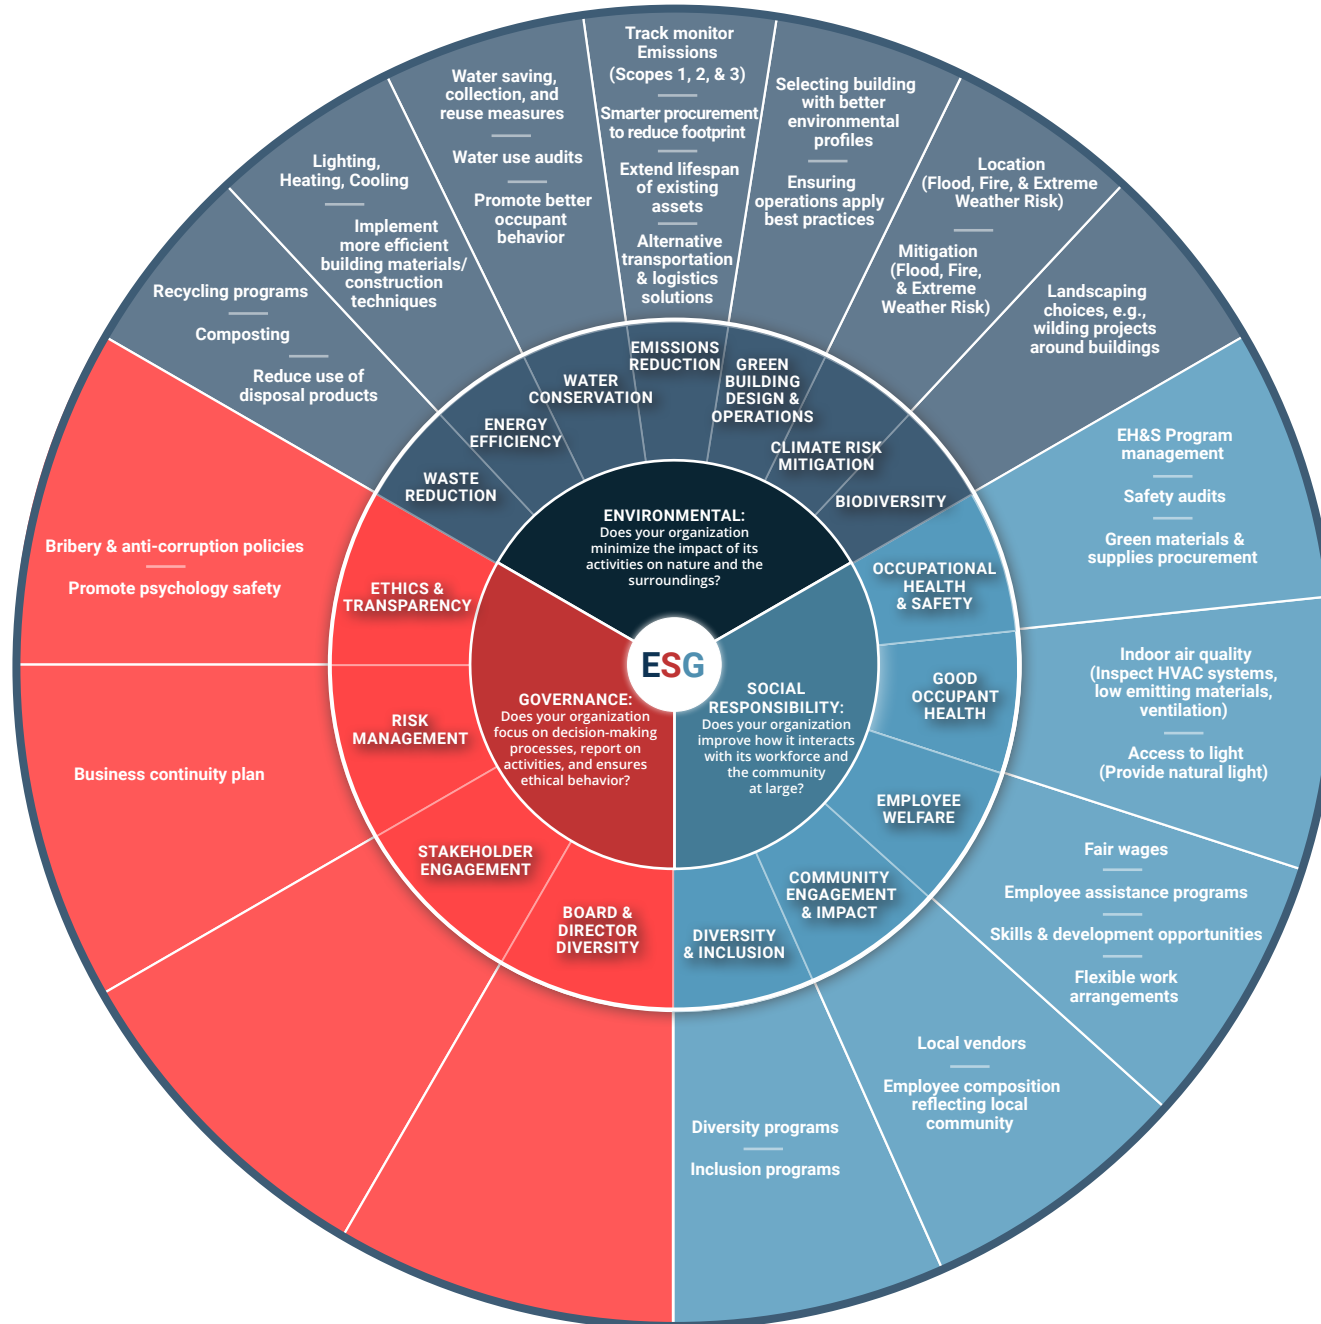 ESG
ENVIRONMENTAL:
Does your organization
minimize the impact of its
activities on nature and the
surroundings?
WASTE
REDUCTION
Recycling programs
Composting
Reduce use of
disposal products
ENERGY
EFFICIENCY
Lighting,
Heating, Cooling
Implement
more efficient
building materials/
construction
techniques
WATER
CONSERVATION
Water saving,
collection, and
reuse measures
Water use audits
Promote better
occupant
behavior
EMISSIONS
REDUCTION
Track monitor
Emissions
(Scopes 1, 2, & 3)
Smarter procurement
to reduce footprint
Extend lifespan
of existing
assets
Alternative
transportation
& logistics
solutions
GREEN
BUILDING
DESIGN &
OPERATIONS
Selecting building
with better
environmental
profiles
Ensuring
operations apply
best practices
CLIMATE RISK
MITIGATION
Location
(Flood, Fire, & Extreme
Weather Risk)
Mitigation
(Flood, Fire,
& Extreme
Weather Risk)
BIODIVERSITY
Landscaping
choices, e.g.,
wilding projects
around buildings
SOCIAL
RESPONSIBILITY:
Does your organization
improve how it interacts
with its workforce and
the community
at large?
OCCUPATIONAL
HEALTH
& SAFETY
EH&S Program
management
Safety audits
Green materials &
supplies procurement
GOOD
OCCUPANT
HEALTH
Indoor air quality
(Inspect HVAC systems,
low emitting materials,
ventilation)
Access to light
(Provide natural light)
EMPLOYEE
WELFARE
Fair wages
Employee assistance programs
Skills & development opportunities
Flexible work
arrangements
COMMUNITY
ENGAGEMENT
& IMPACT
Local vendors
Employee composition
reflecting local
community
DIVERSITY
& INCLUSION
Diversity programs
Inclusion programs
GOVERNANCE:
Does your organization
focus on decision-making
processes, report on
activities, and ensures
ethical behavior?
BOARD &
DIRECTOR
DIVERSITY
STAKEHOLDER
ENGAGEMENT
RISK
MANAGEMENT
Business continuity plan
ETHICS &
TRANSPARENCY
Bribery & anti-corruption policies
Promote psychology safety